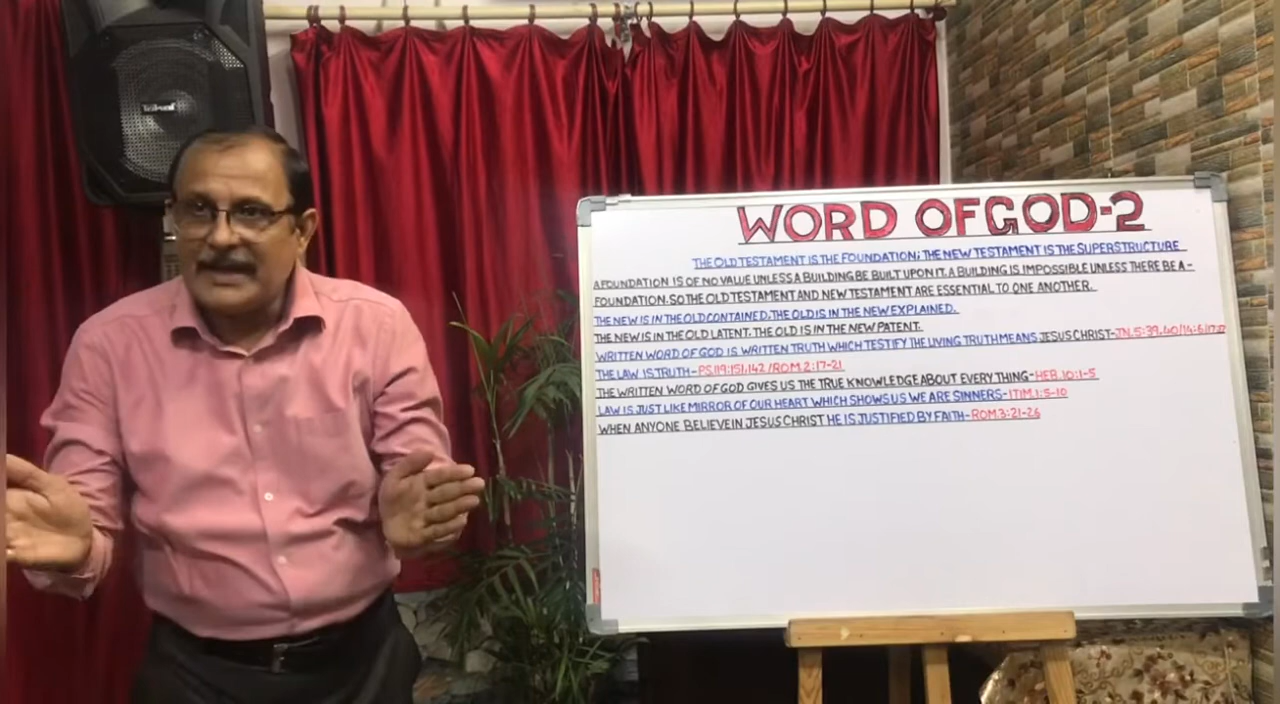 WORD OF GOD-2
THE OLD TESTAMENT IS THE FOUNDATION; THE NEW TESTAMENT IS THE SUPERSTRUCTURE
A FOUNDATION IS OF NO VALUE UNLESS A BUILDING BE BUILT UPON IT. A BUILDING IS IMPOSSIBLE UNLESS THERE BE A-
FOUNDATION. SO THE OLD TESTAMENT AND NEW TESTAMENT ARE ESSENTIAL TO ONE ANOTHER.
THE NEW IS IN THE OLD CONTAINED. THE OLD IS IN THE NEW EXPLAINED.
THE NEW IS IN THE OLD LATENT. THE OLD IS IN THE NEW PATENT.
WRITTEN WORD OF GOD IS WRITTEN TRUTH WHICH TESTIFY THE LIVING TRUTH MEANS JESUS CHRIST-JN.5:39,40/14:6/17:17
THE LAW IS TRUTH-PS.119:151,142/ROM.2:17-21
THE WRITTEN WORD OF GOD GIVES US THE TRUE KNOWLEDGE ABOUT EVERY THING-HEB.10:1-5
LAW IS JUST LIKE MIRROR OF OUR HEART WHICH SHOWS US WE ARE SINNERS-1TIM.1:5-10
WHEN ANYONE BELIEVE IN JESUS CHRIST HE IS JUSTIFIED BY FAITH-ROM.3:21-26